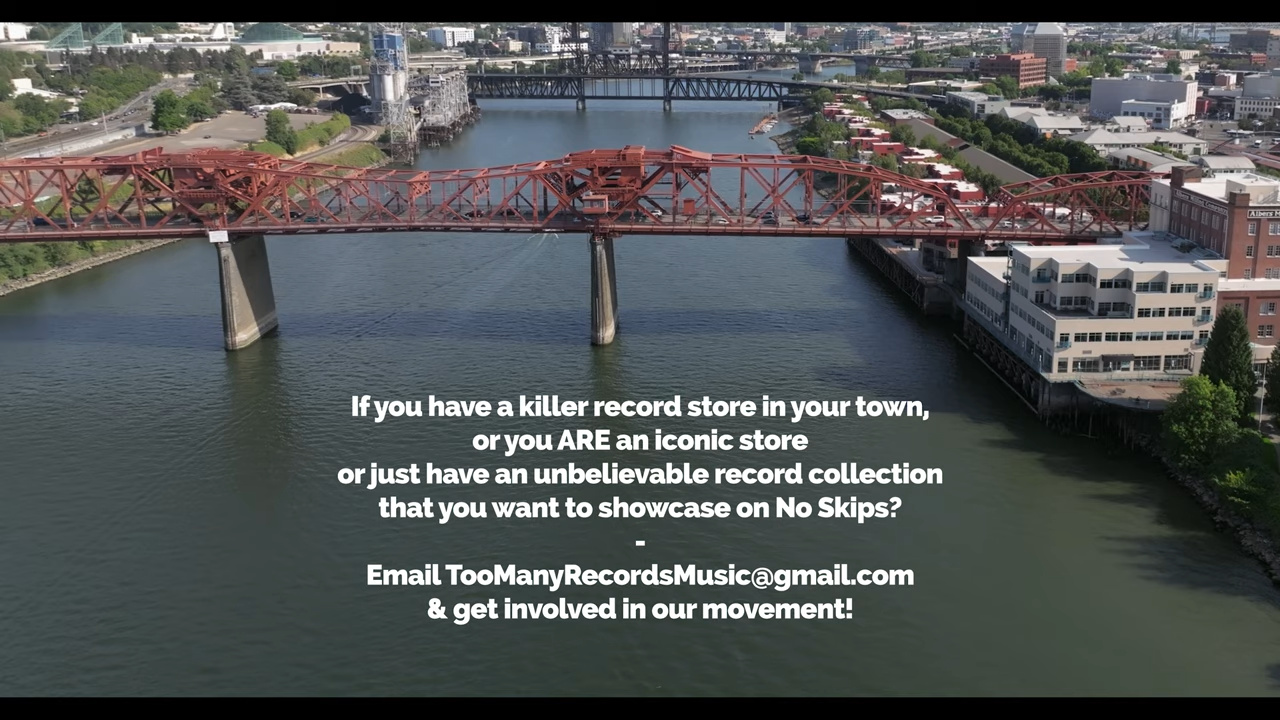 Albers M
If you have a killer record store in your town,
or you ARE an iconic store
or just have an unbelievable record collection
that you want to showcase on No Skips?
-
Email TooManyRecordsMusic@gmail.com
& get involved in our movement!